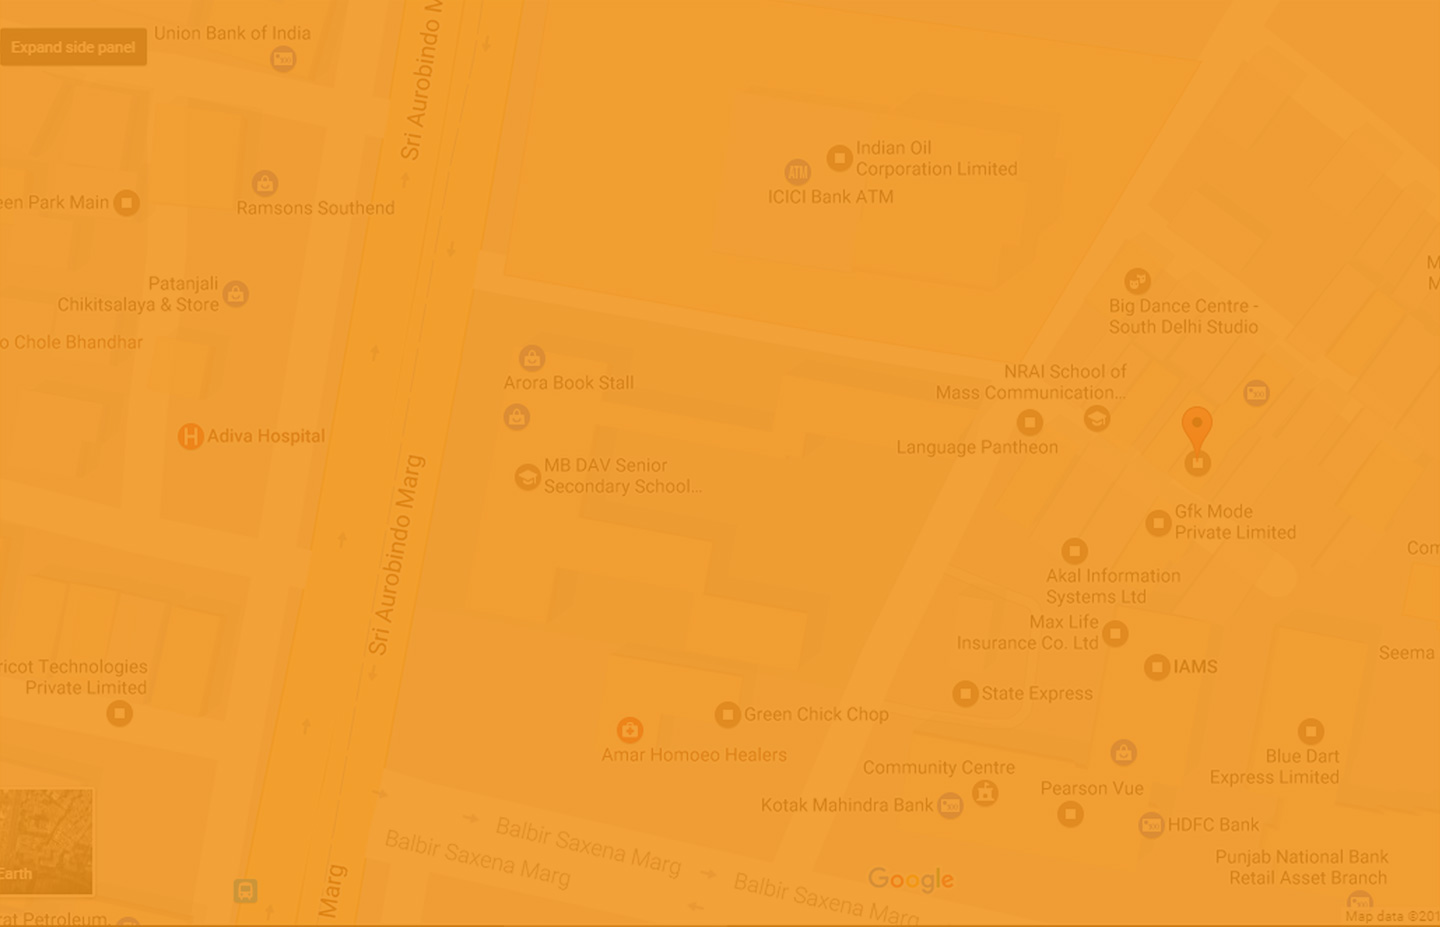 Union Bank of India
Expand side panel
Sri Aurobindo M
Indian Oil
Corporation Limited
ATM
ICICI Bank ATM
een Park Main
Ramsons Southend
Patanjali
Chikitsalaya & Store
M
M
Big Dance Centre -
South Delhi Studio
o Chole Bhandhar
Arora Book Stall
NRAI School of
Mass Communication...
H Adiva Hospital
Language Pantheon
MB DAV Senior
Secondary School...
Sri Aurobindo Marg
Gfk Mode
Private Limited
Com
Akal Information
Systems Ltd
Max Life
Insurance Co. Ltd
Seema
IAMS
ricot Technologies
Private Limited
State Express
Green Chick Chop
Amar Homoeo Healers
Blue Dart
Express Limited
Community Centre
Pearson Vue
Kotak Mahindra Bank
HDFC Bank
Balbir Saxena Marg
Balbir Saxena Marg
Balbir Saxena Marg
Punjab National Bank
Retail Asset Branch
Earth
Google
Marg
rat Petroleum,
Map data ©201